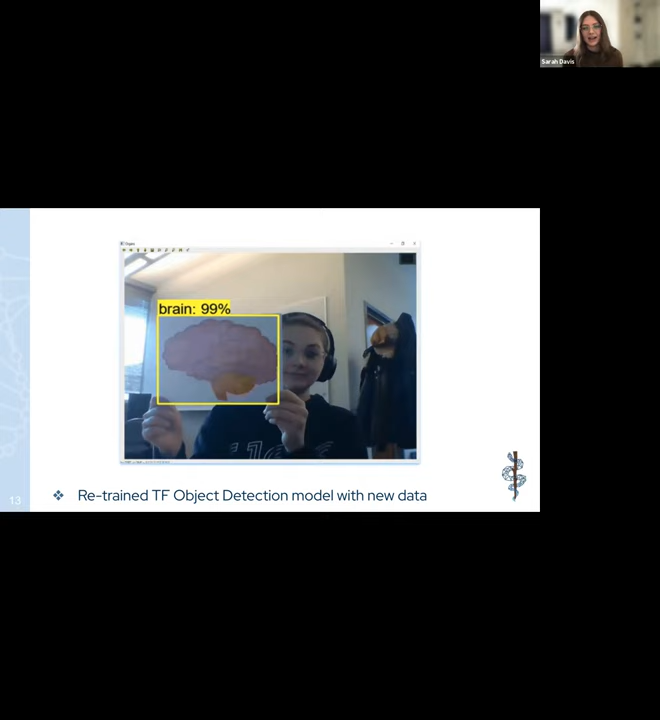 Sarah Davis
brain: 99%
13
❖ Re-trained TF Object Detection model with new data